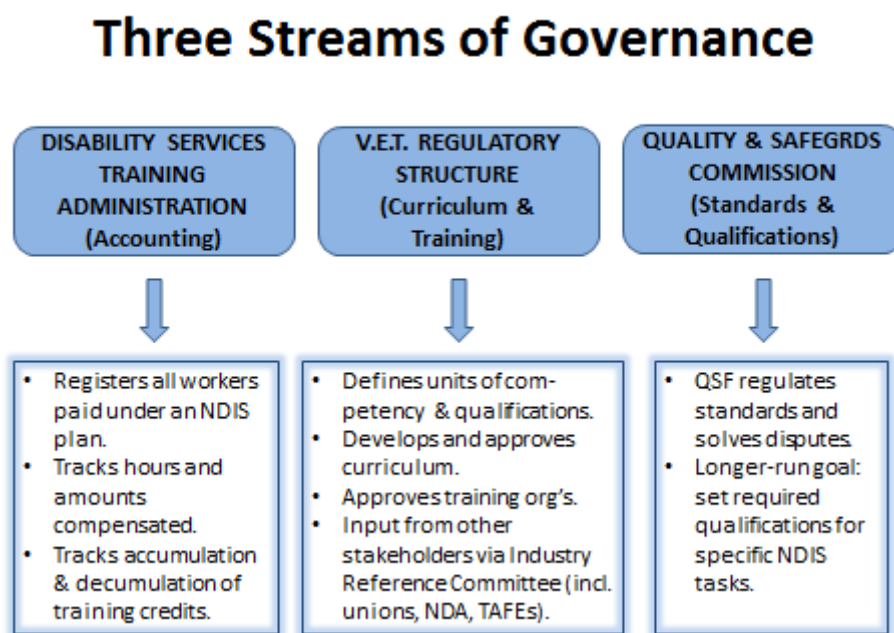 Three Streams of Governance
DISABILITY SERVICES
TRAINING
ADMINISTRATION
(Accounting)
V.E.T. REGULATORY
STRUCTURE
(Curriculum &
Training)
QUALITY & SAFEGRDS
COMMISSION
(Standards &
Qualifications)
• Registers all workers
paid under an NDIS
plan.
• Tracks hours and
amounts
compensated.
• Tracks accumulation
& decumulation of
training credits.
• Defines units of com-
petency & qualifications.
• Develops and approves
curriculum.
• Approves training org's.
• Input from other
stakeholders via Industry
Reference Committee (incl.
unions, NDA, TAFEs).
• QSF regulates
standards and
solves disputes.
• Longer-run goal:
set required
qualifications for
specific NDIS
tasks.